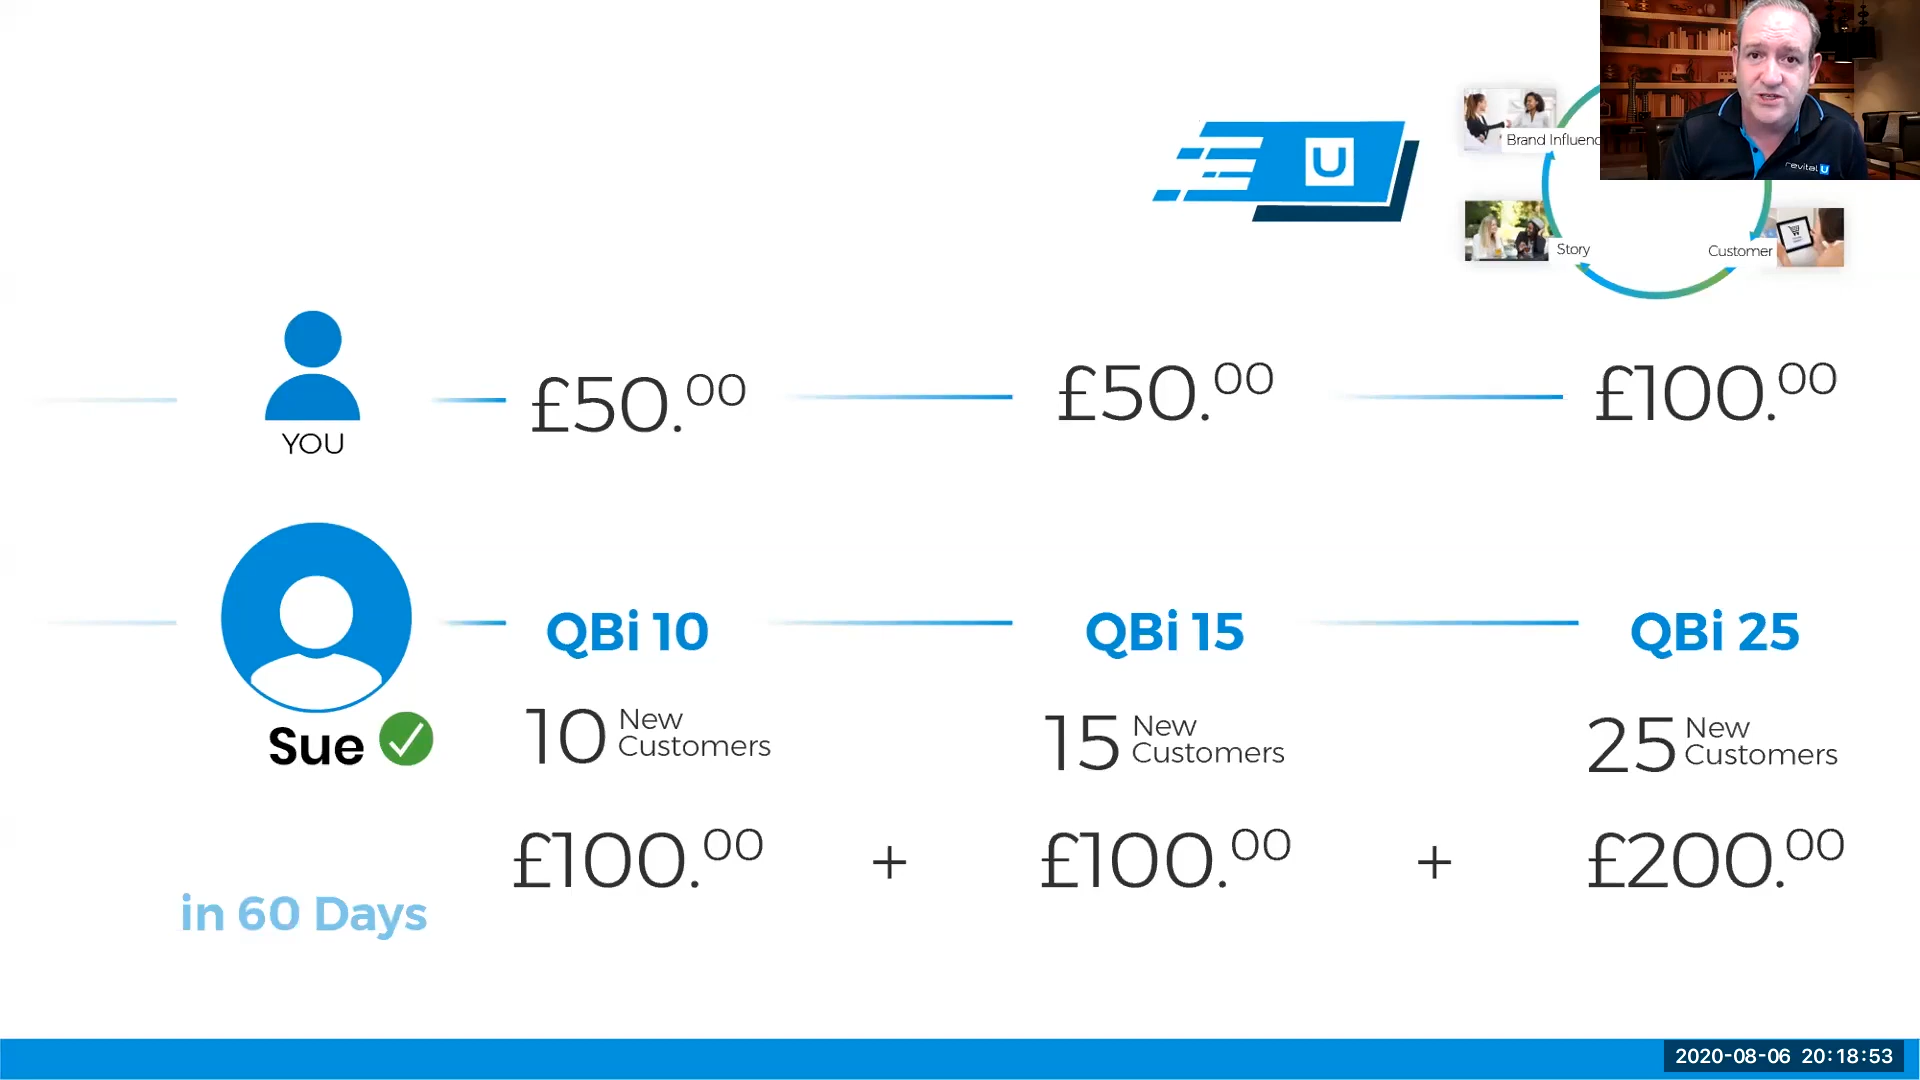 U
Brand Influenc
revital U
Story
Customer
YOU
£50.00
£50.00
£100.00
QBi 10
QBi 15
QBi 25
Sue
10 New Customers
15 New Customers
25 New Customers
£100.00 + £100.00 + £200.00
in 60 Days
2020-08-06 20:18:53